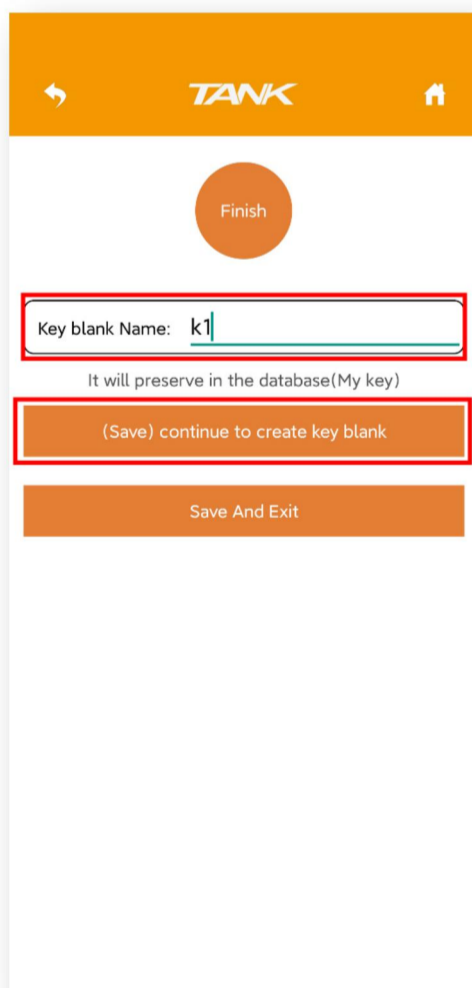 TANK
Finish
Key blank Name: k1
It will preserve in the database(My key)
(Save) continue to create key blank
Save And Exit